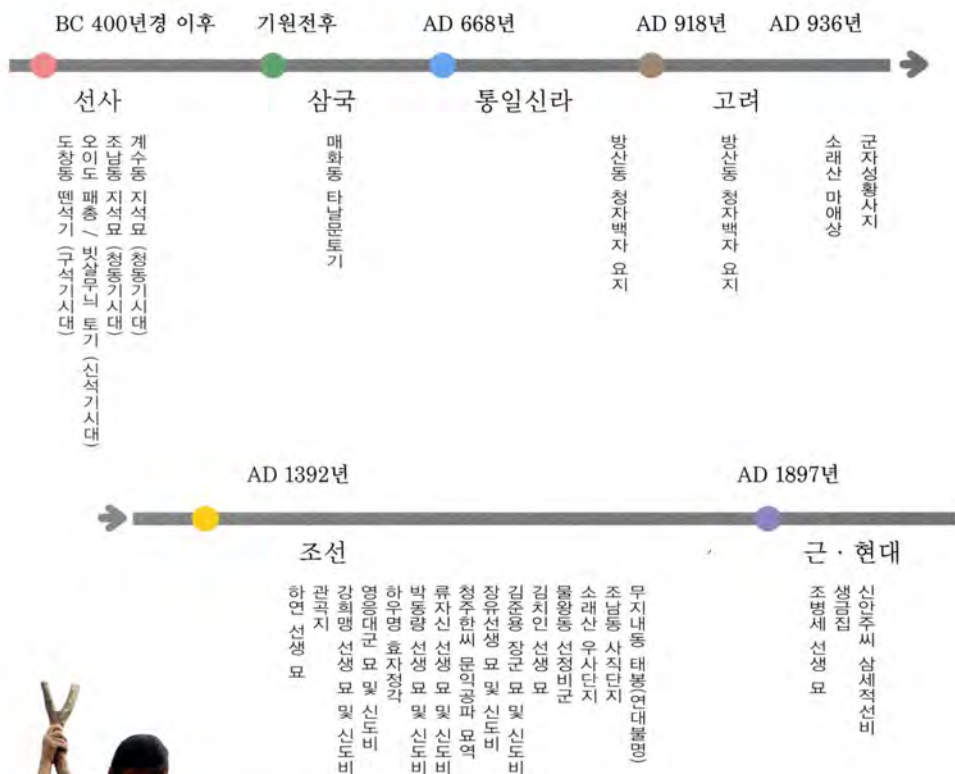 BC 400년경 이후
기원전후
AD 668년
AD 918년
AD 936년
선사
삼국
통일신라
고려
도창동 뗀석기 (구석기시대)
오이도 패총 / 빗살무늬 토기 (신석기시대)
조남동 지석묘 (청동기시대)
계수동 지석묘 (청동기시대)
매화동 타날문토기
방산동 청자백자 요지
방산동 청자백자 요지
소래산 마애상
군자성황사지
AD 1392년
AD 1897년
조선
근 · 현대
하연 선생 묘
관곡지
강희맹 선생 묘 및 신도비
영응대군 묘 및 신도비
하우명 효자정각
박동량 선생 묘 및 신도비
류자신 선생 묘 및 신도비
청주한씨 문익공파 묘역
장유선생 묘 및 신도비
김준용 장군 묘 및 신도비
김치인 선생 묘
물왕동 선정비군
소래산 우사단지
조남동 사직단지
무지내동 태봉(연대불명)
조병세 선생 묘
생금집
신안주씨 삼세적선비